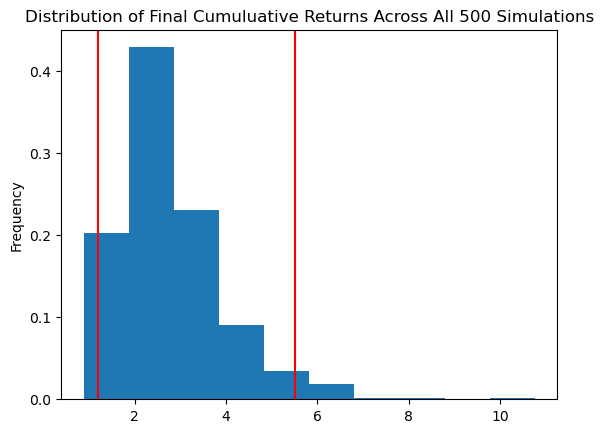 Distribution of Final Cumuluative Returns Across All 500 Simulations
Frequency
0.4
0.3
0.2
0.1
0.0
2 4 6 8 10